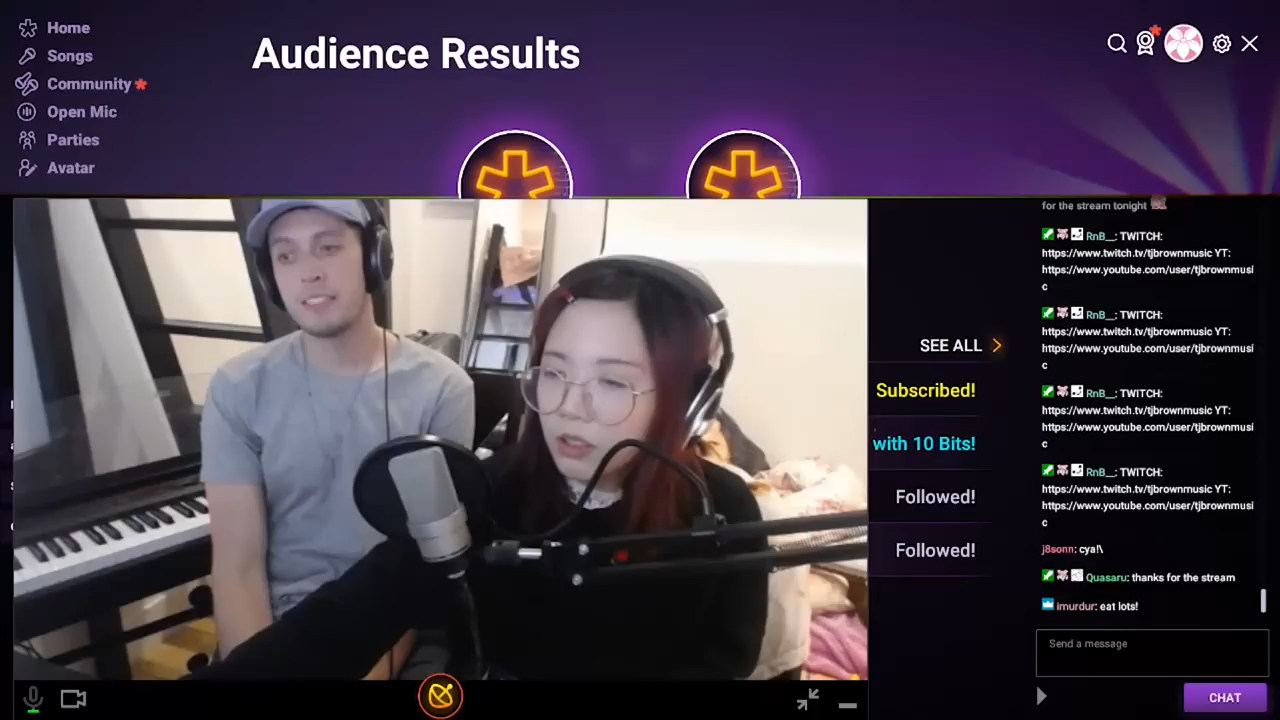 Home
Songs
Community
Open Mic
Parties
Avatar
Audience Results
SEE ALL
Subscribed!
with 10 Bits!
Followed!
Followed!
for the stream tonight
RnB__: TWITCH:
https://www.twitch.tv/tjbrownmusic YT:
https://www.youtube.com/user/tjbrownmusi
c
RnB__: TWITCH:
https://www.twitch.tv/tjbrownmusic YT:
https://www.youtube.com/user/tjbrownmusi
c
RnB__: TWITCH:
https://www.twitch.tv/tjbrownmusic YT:
https://www.youtube.com/user/tjbrownmusi
c
RnB__: TWITCH:
https://www.twitch.tv/tjbrownmusic YT:
https://www.youtube.com/user/tjbrownmusi
c
j8sonn: cya!\
Quasaru: thanks for the stream
imurdur: eat lots!
Send a message
CHAT